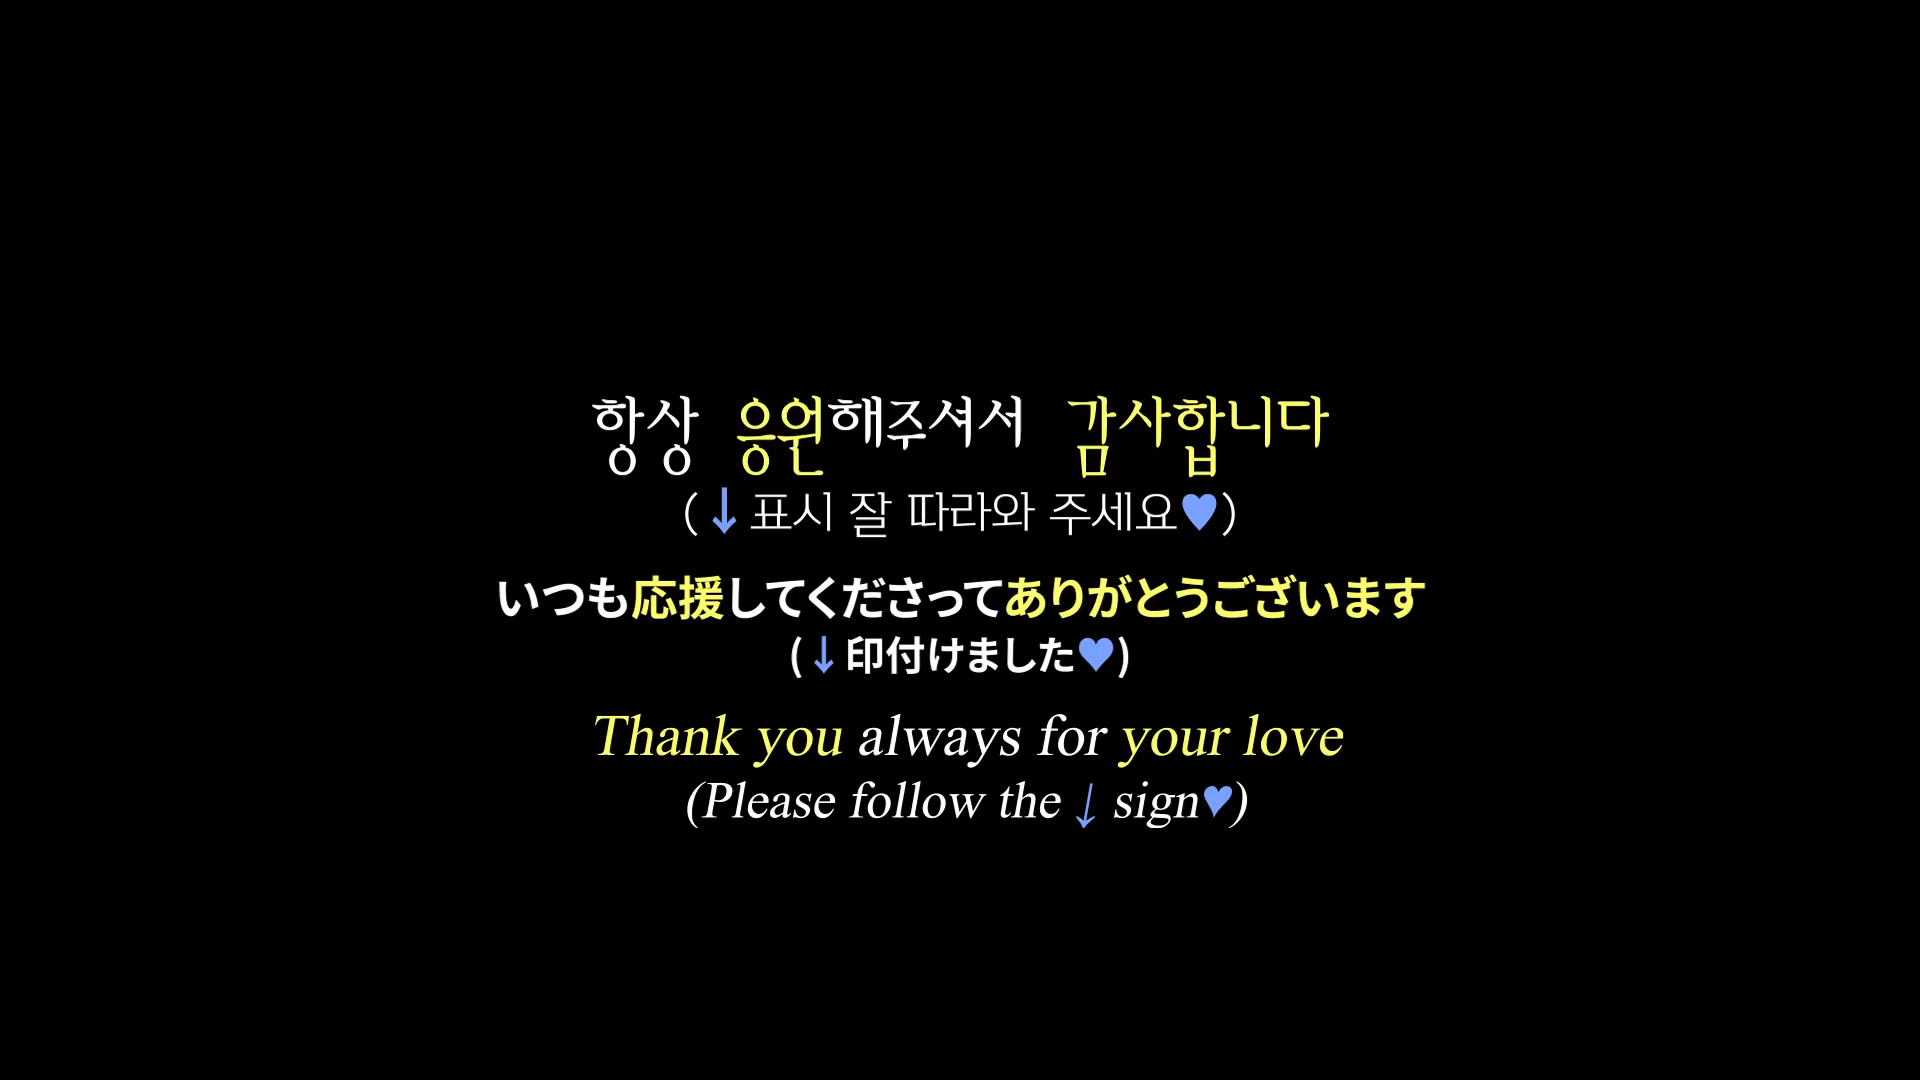 항상 응원해주셔서 감사합니다
(↓표시 잘 따라와 주세요♥)
いつも応援してくださってありがとうございます
(↓印付けました♥)
Thank you always for your love
(Please follow the ↓ sign♥)